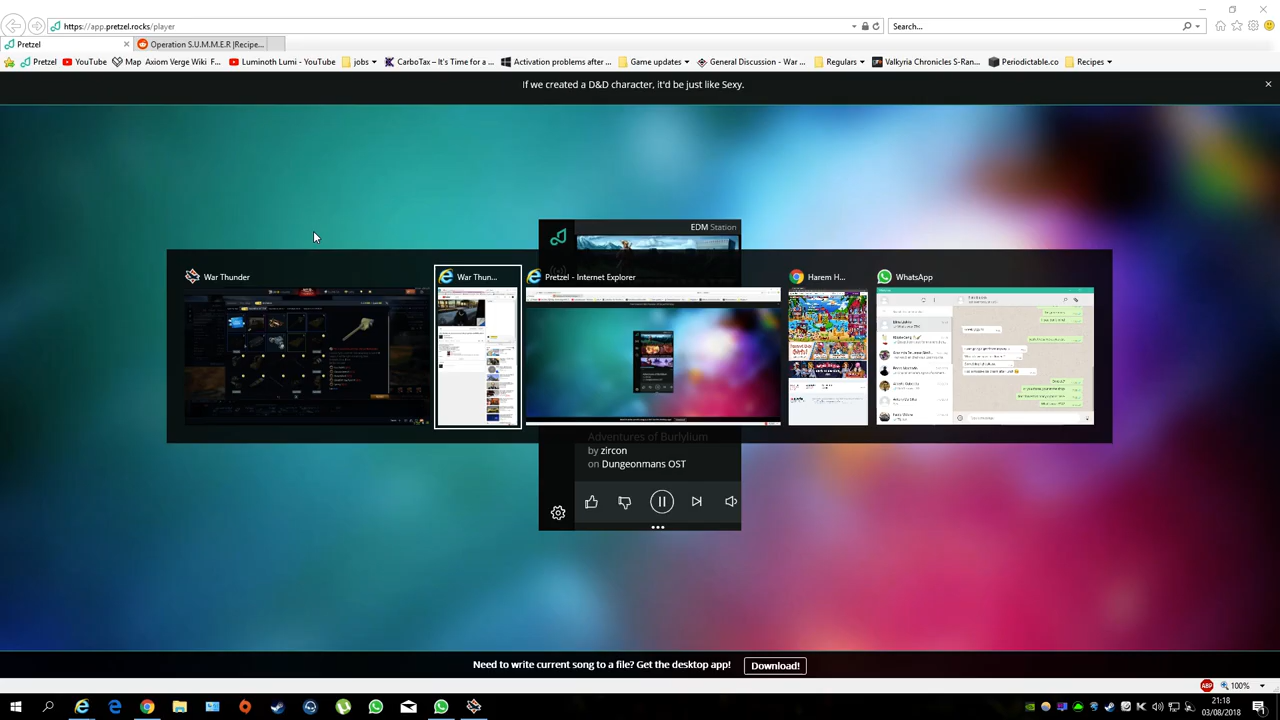 https://app.pretzel.rocks/player
Search...
Pretzel
Operation S.U.M.M.E.R |Recipe...
Pretzel
YouTube
Map Axiom Verge Wiki F...
Luminoth Lumi - YouTube
jobs
CarboTax – It's Time for a ...
Activation problems after ...
Game updates
General Discussion - War ...
Regulars
Valkyria Chronicles S-Ran...
Periodictable.co
Recipes
If we created a D&D character, it'd be just like Sexy.
EDM Station
War Thunder
War Thun...
Pretzel - Internet Explorer
Harem H...
WhatsApp
Adventures of Burlylium
by zircon
on Dungeonmans OST
Need to write current song to a file? Get the desktop app!
Download!
ABP
100%
21:18
03/08/2018